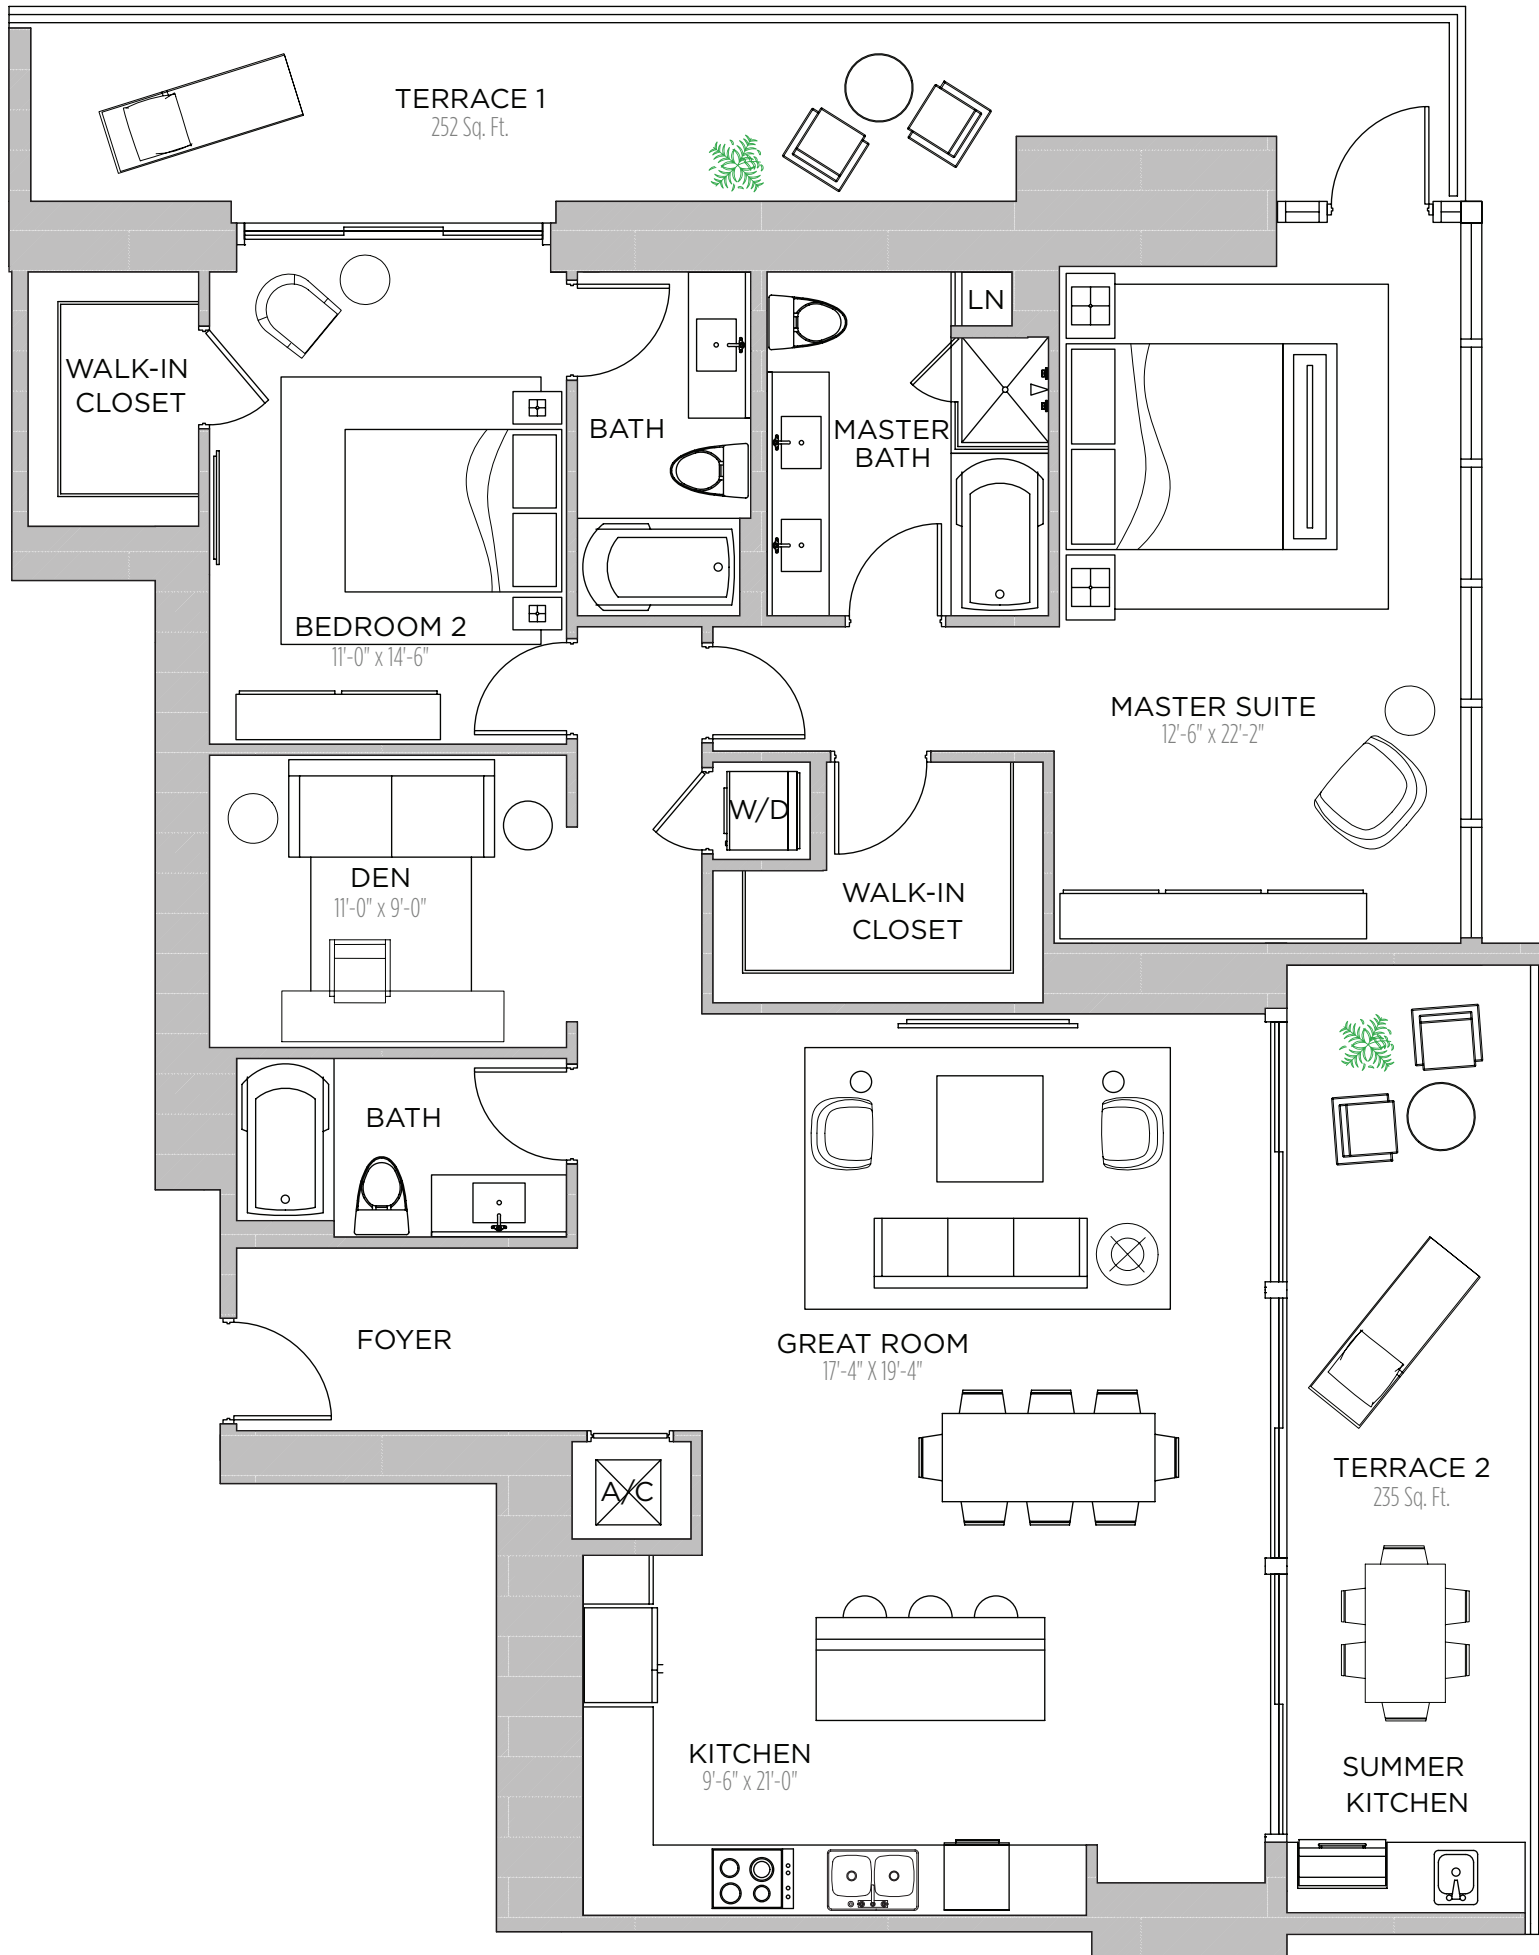 TERRACE 1
252 Sq. Ft.
LN
WALK-IN
CLOSET
BATH
MASTER
BATH
BEDROOM 2
11'-0" x 14'-6"
MASTER SUITE
12'-6" x 22'-2"
W/D
DEN
11'-0" x 9'-0"
WALK-IN
CLOSET
BATH
FOYER
GREAT ROOM
17'-4" X 19'-4"
A/C
TERRACE 2
235 Sq. Ft.
KITCHEN
9'-6" x 21'-0"
SUMMER
KITCHEN